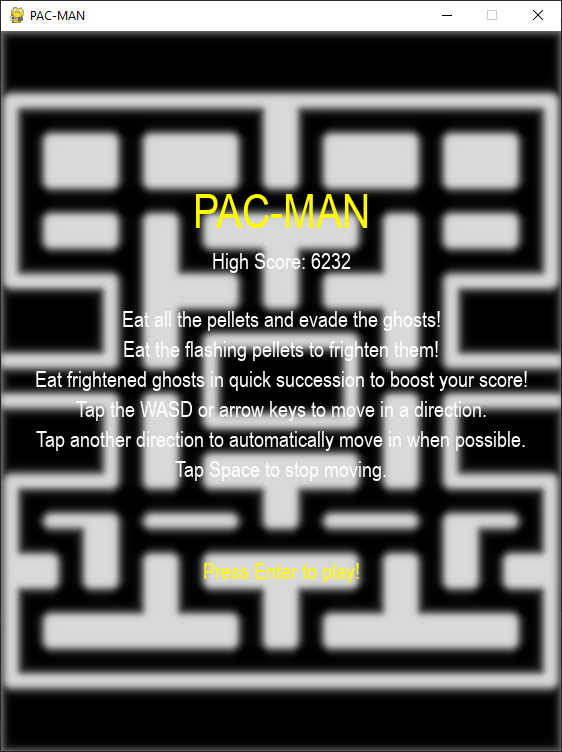 PAC-MAN
PAC-MAN
High Score: 6232
Eat all the pellets and evade the ghosts!
Eat the flashing pellets to frighten them!
Eat frightened ghosts in quick succession to boost your score!
Tap the WASD or arrow keys to move in a direction.
Tap another direction to automatically move in when possible.
Tap Space to stop moving.
Press Enter to play!